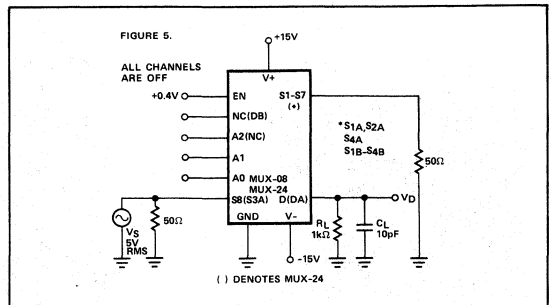 FIGURE 5.
+15V
ALL CHANNELS
ARE OFF
V+
+0.4V
EN
S1-S7
(*)
NC(DB)
*S1A,S2A
S4A
S1B-S4B
A2(NC)
A1
50Ω
A0
MUX-08
MUX-24
S8(S3A)
D(DA)
VD
GND
V-
VS
5V
RMS
50Ω
RL
1kΩ
CL
10pF
-15V
( ) DENOTES MUX-24